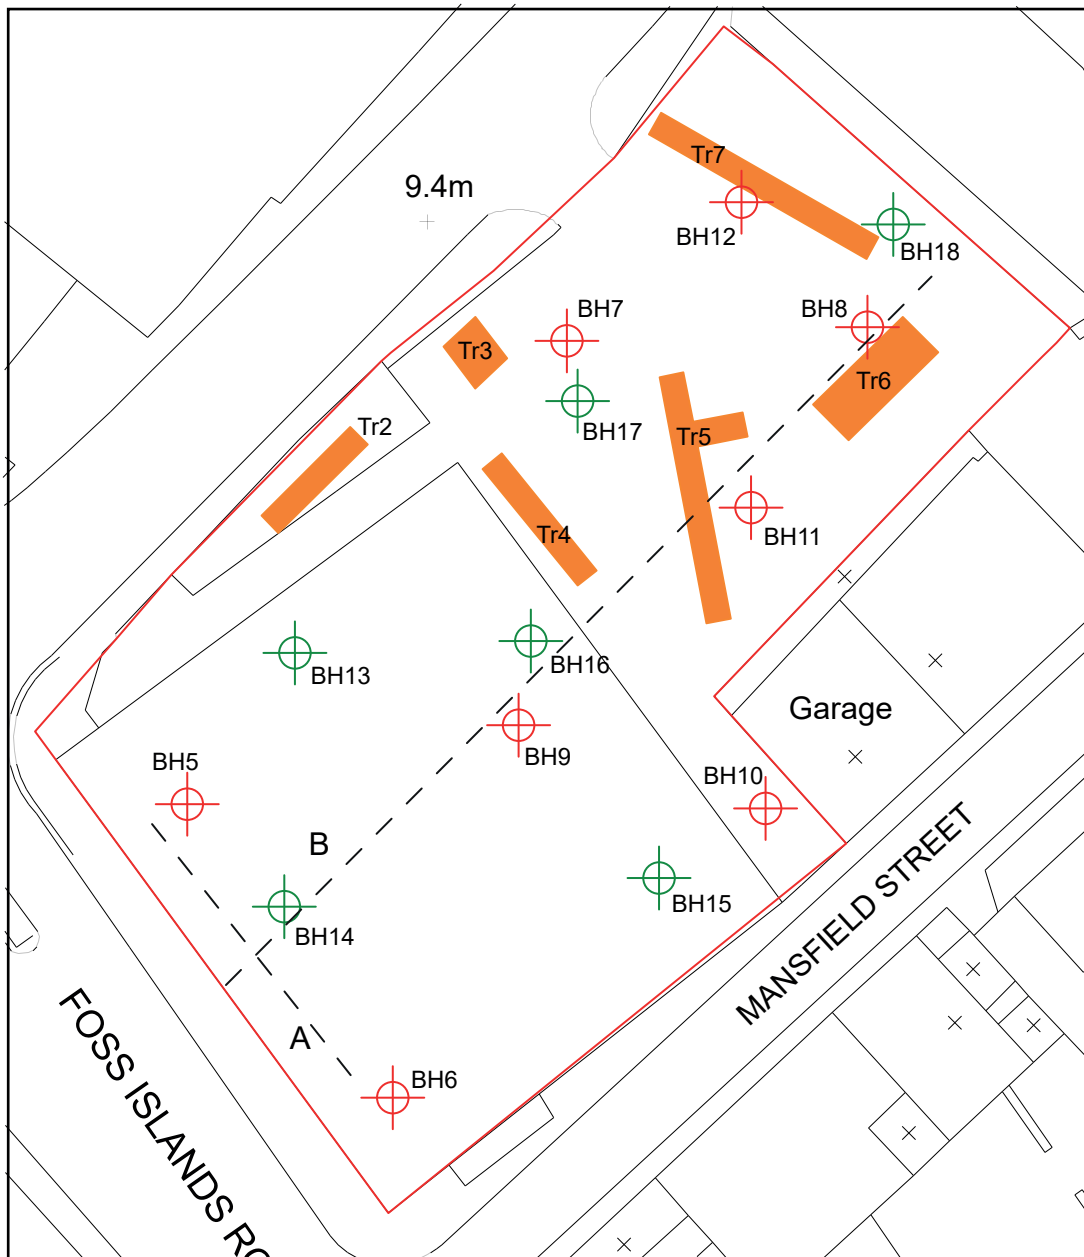 Tr7
9.4m
BH12
BH18
BH7
BH8
Tr3
Tr6
BH17
Tr2
Tr5
Tr4
BH11
BH16
BH13
Garage
BH9
BH5
BH10
B
BH15
BH14
MANSFIELD STREET
A
BH6
FOSS ISLANDS RO